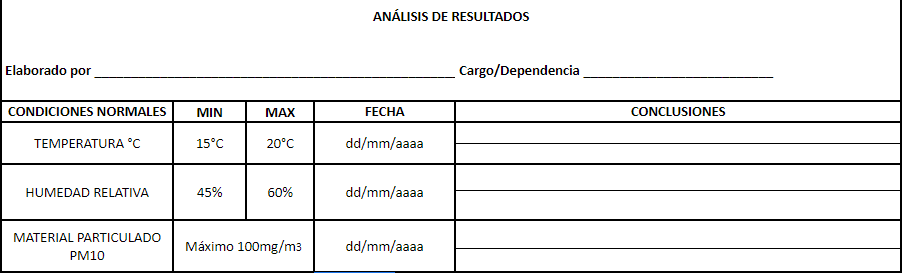 ANÁLISIS DE RESULTADOS
Elaborado por ________________________________________________ Cargo/Dependencia _________________________
CONDICIONES NORMALES MIN MAX FECHA CONCLUSIONES
TEMPERATURA °C 15°C 20°C dd/mm/aaaa
HUMEDAD RELATIVA 45% 60% dd/mm/aaaa
MATERIAL PARTICULADO
PM10 Máximo 100mg/m3 dd/mm/aaaa